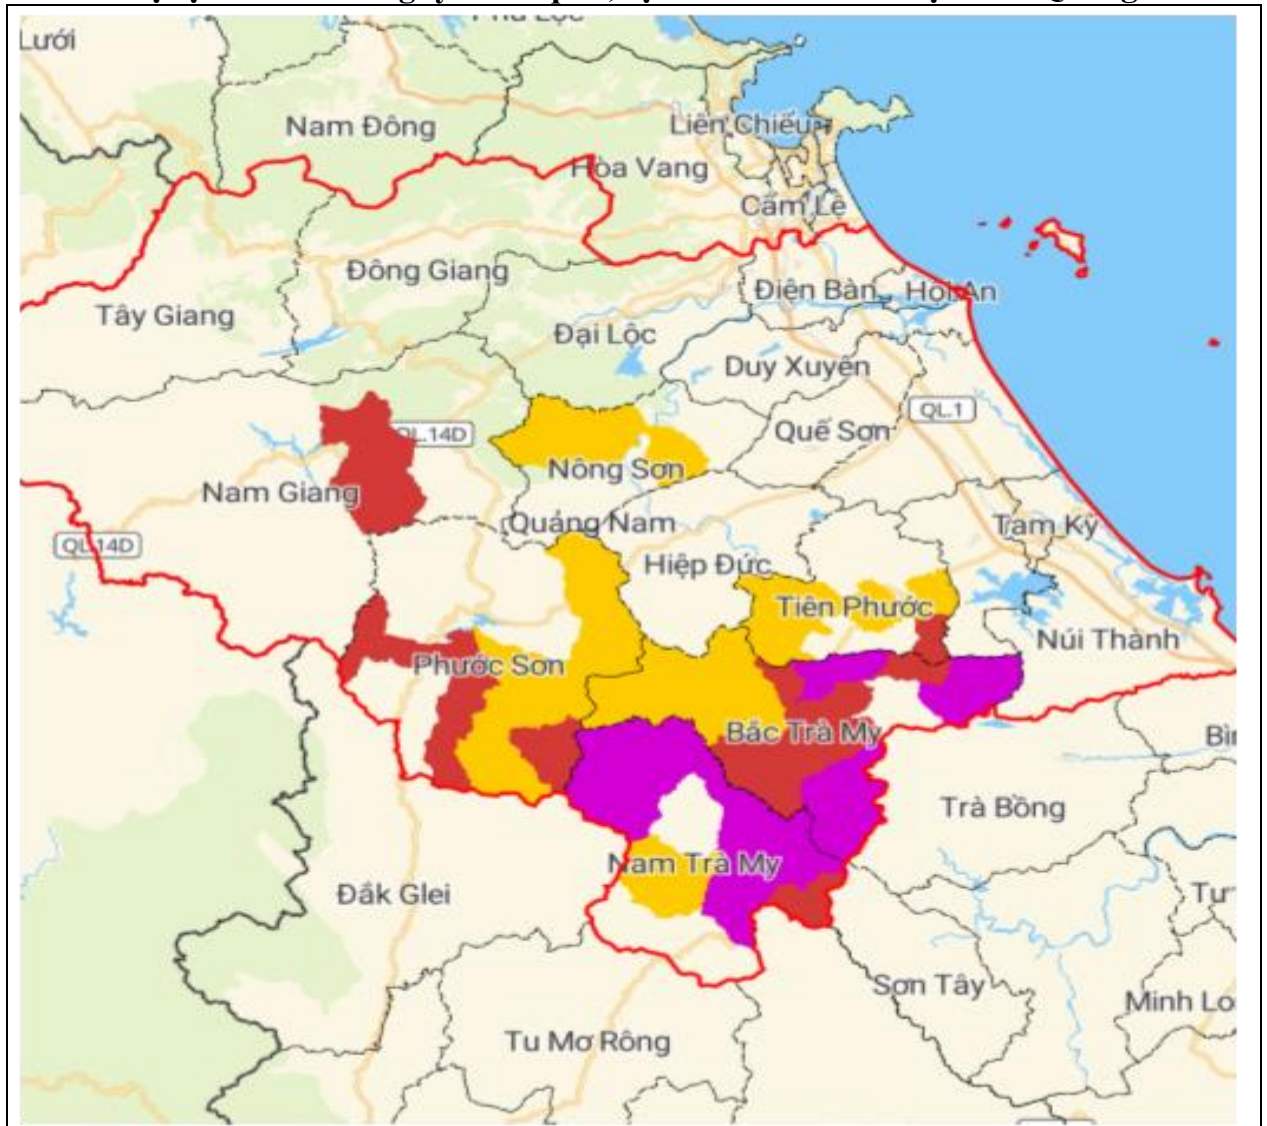 Lưới
Nam Đông
Liên Chiểu
Hòa Vang
Cẩm Lệ
Đông Giang
Điện Bàn
Hội An
Tây Giang
Đại Lộc
Duy Xuyên
QL.1
QL.14D
Quế Sơn
Nông Sơn
Nam Giang
Quảng Nam
Tam Kỳ
QL.14D
Hiệp Đức
Tiên Phước
Núi Thành
Phước Sơn
Bắc Trà My
Trà Bồng
Nam Trà My
Đắk Glei
Sơn Tây
Minh Lo
Tu Mơ Rông